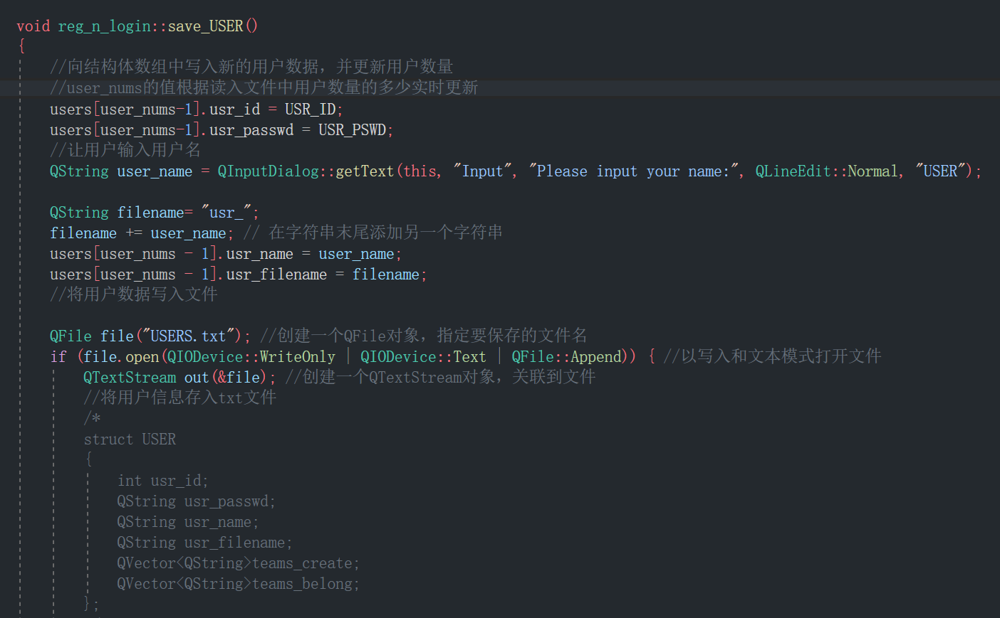 void reg_n_login::save_USER()
{
//向结构体数组中写入新的用户数据，并更新用户数量
//user_nums的值根据读入文件中用户数量的多少实时更新
users[user_nums-1].usr_id = USR_ID;
users[user_nums-1].usr_passwd = USR_PSWD;
//让用户输入用户名
QString user_name = QInputDialog::getText(this, "Input", "Please input your name:", QLineEdit::Normal, "USER");
QString filename= "usr_";
filename += user_name; // 在字符串末尾添加另一个字符串
users[user_nums - 1].usr_name = user_name;
users[user_nums - 1].usr_filename = filename;
//将用户数据写入文件
QFile file("USERS.txt"); //创建一个QFile对象，指定要保存的文件名
if (file.open(QIODevice::WriteOnly | QIODevice::Text | QFile::Append)) { //以写入和文本模式打开文件
QTextStream out(&file); //创建一个QTextStream对象，关联到文件
//将用户信息存入txt文件
/*
struct USER
{
int usr_id;
QString usr_passwd;
QString usr_name;
QString usr_filename;
QVector<QString>teams_create;
QVector<QString>teams_belong;
};